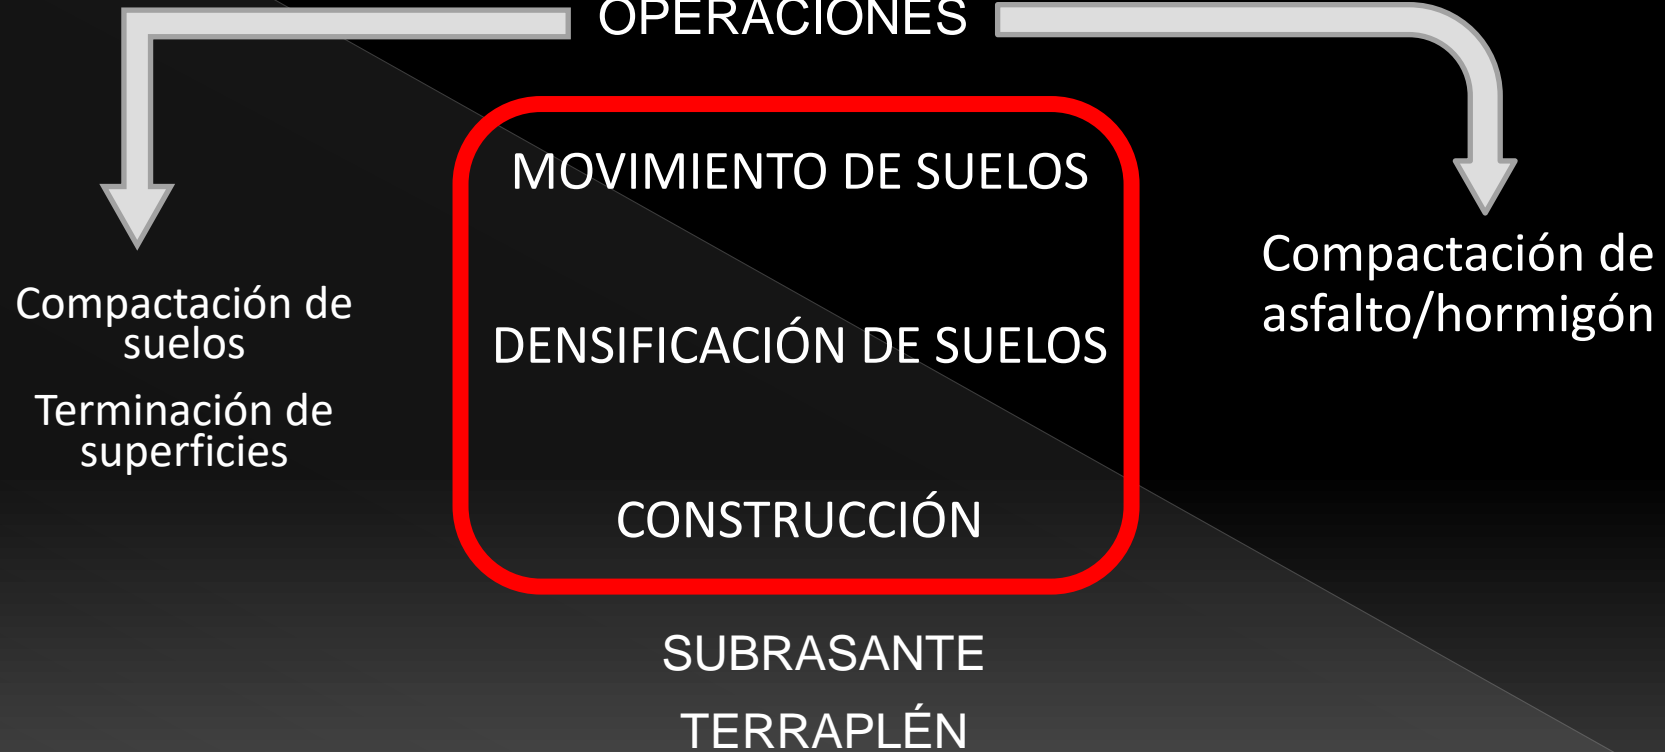 OPERACIONES
MOVIMIENTO DE SUELOS
DENSIFICACIÓN DE SUELOS
CONSTRUCCIÓN
Compactación de
suelos
Terminación de
superficies
Compactación de
asfalto/hormigón
SUBRASANTE
TERRAPLÉN